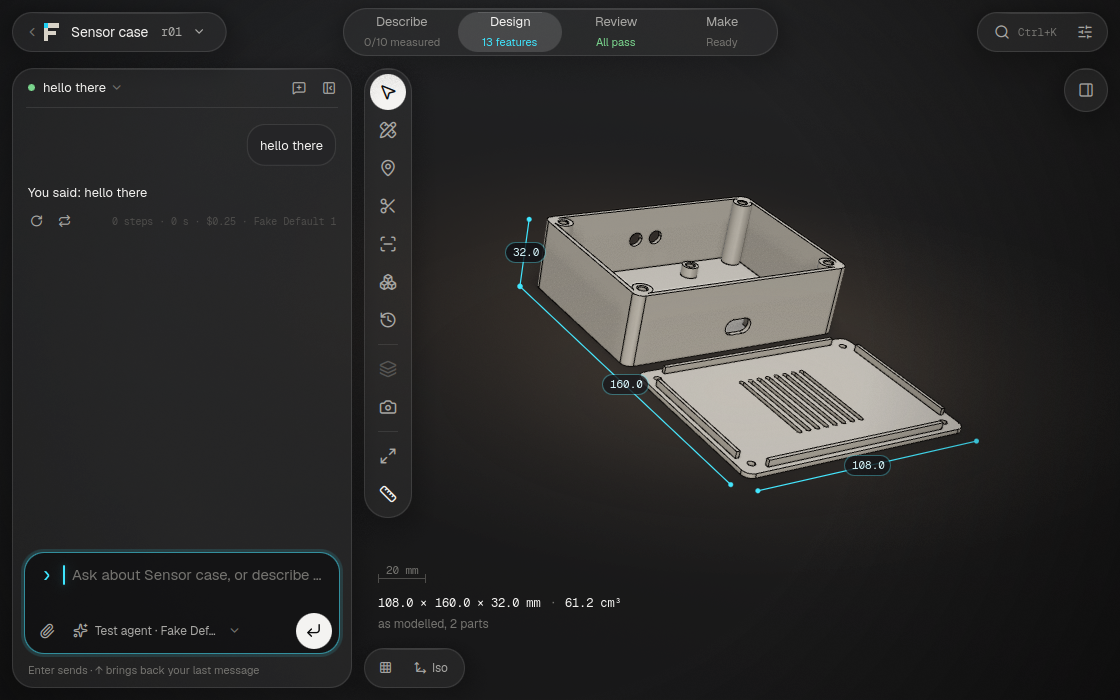 Sensor case r01
Describe
0/10 measured
Design
13 features
Review
All pass
Make
Ready
Ctrl+K
hello there
hello there
You said: hello there
0 steps · 0 s · $0.25 · Fake Default 1
32.0
160.0
108.0
20 mm
108.0 × 160.0 × 32.0 mm · 61.2 cm³
as modelled, 2 parts
› Ask about Sensor case, or describe …
Test agent · Fake Def…
Enter sends · ↑ brings back your last message
Iso